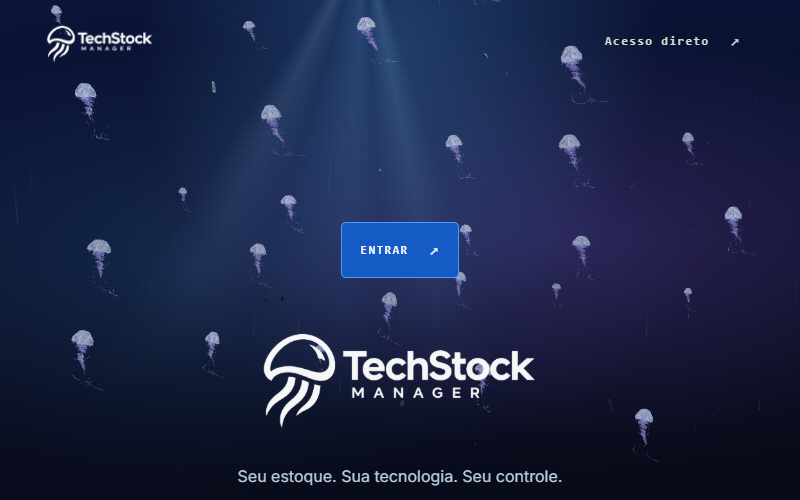 TechStock
MANAGER
Acesso direto ↗
ENTRAR ↗
TechStock
MANAGER
Seu estoque. Sua tecnologia. Seu controle.